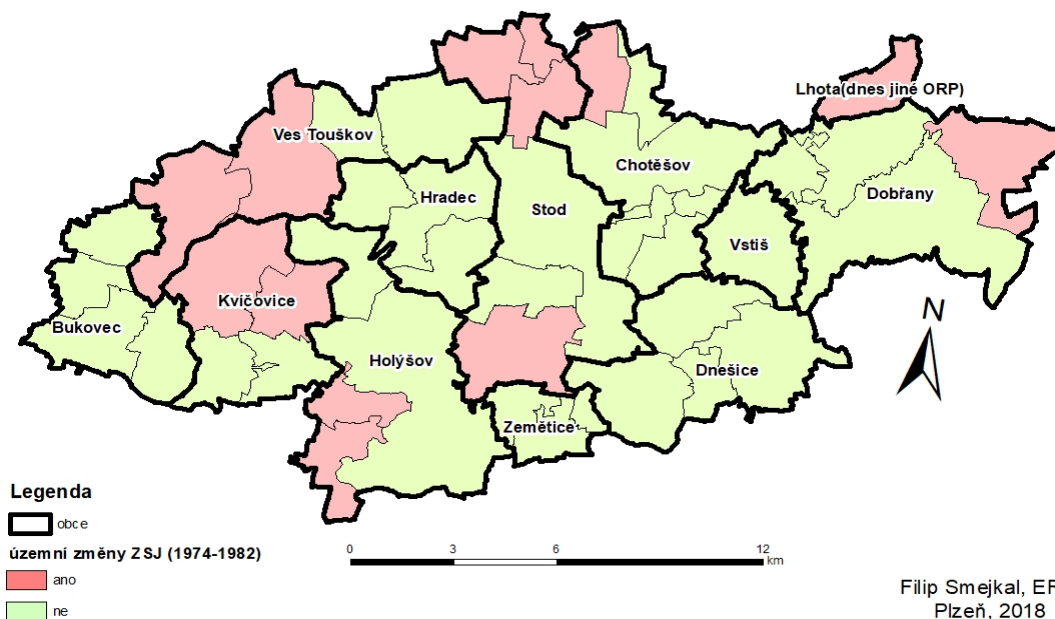 Lhota(dnes jiné ORP)
Ves Touškov
Chotěšov
Hradec
Dobřany
Stod
Vstiš
Kvíčovice
Bukovec
Holýšov
Dnešice
Zemětice
N
Legenda
obce
územní změny ZSJ (1974-1982)
ano
ne
0 3 6 12
km
Filip Smejkal, EF
Plzeň, 2018